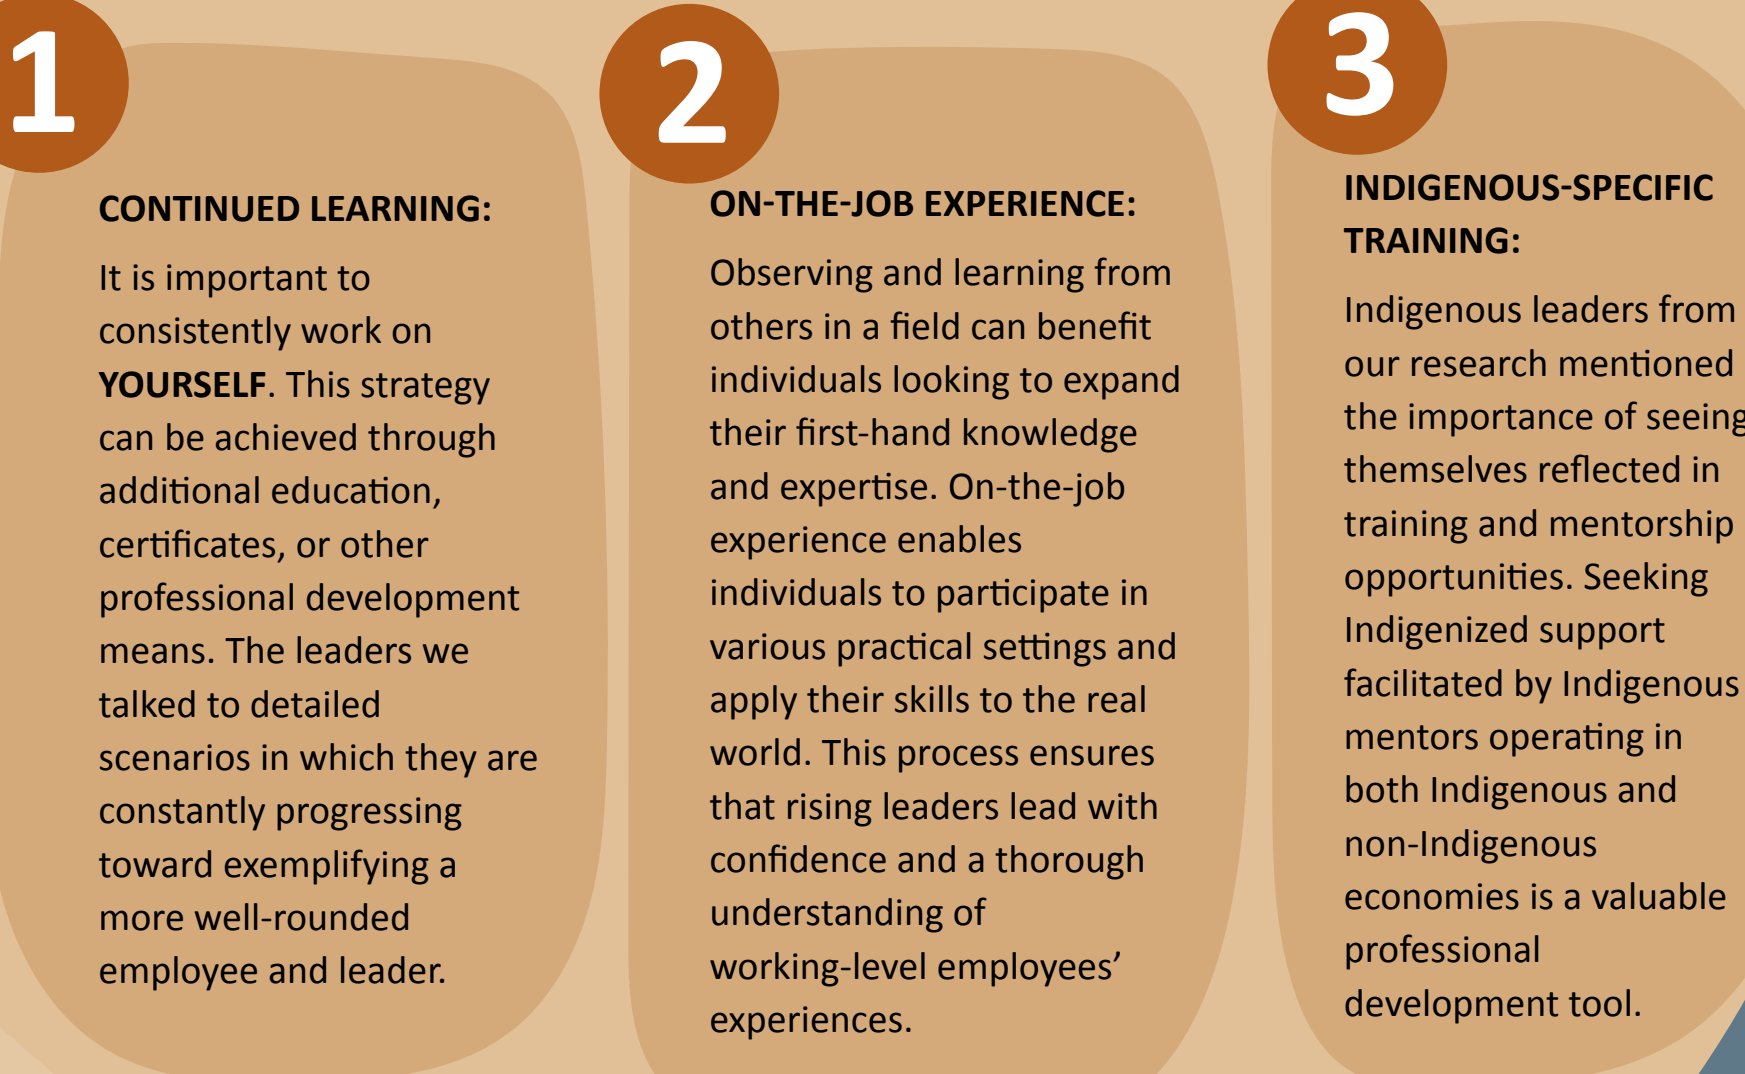 1
CONTINUED LEARNING:
It is important to
consistently work on
YOURSELF. This strategy
can be achieved through
additional education,
certificates, or other
professional development
means. The leaders we
talked to detailed
scenarios in which they are
constantly progressing
toward exemplifying a
more well-rounded
employee and leader.
2
ON-THE-JOB EXPERIENCE:
Observing and learning from
others in a field can benefit
individuals looking to expand
their first-hand knowledge
and expertise. On-the-job
experience enables
individuals to participate in
various practical settings and
apply their skills to the real
world. This process ensures
that rising leaders lead with
confidence and a thorough
understanding of
working-level employees’
experiences.
3
INDIGENOUS-SPECIFIC
TRAINING:
Indigenous leaders from
our research mentioned
the importance of seeing
themselves reflected in
training and mentorship
opportunities. Seeking
Indigenized support
facilitated by Indigenous
mentors operating in
both Indigenous and
non-Indigenous
economies is a valuable
professional
development tool.